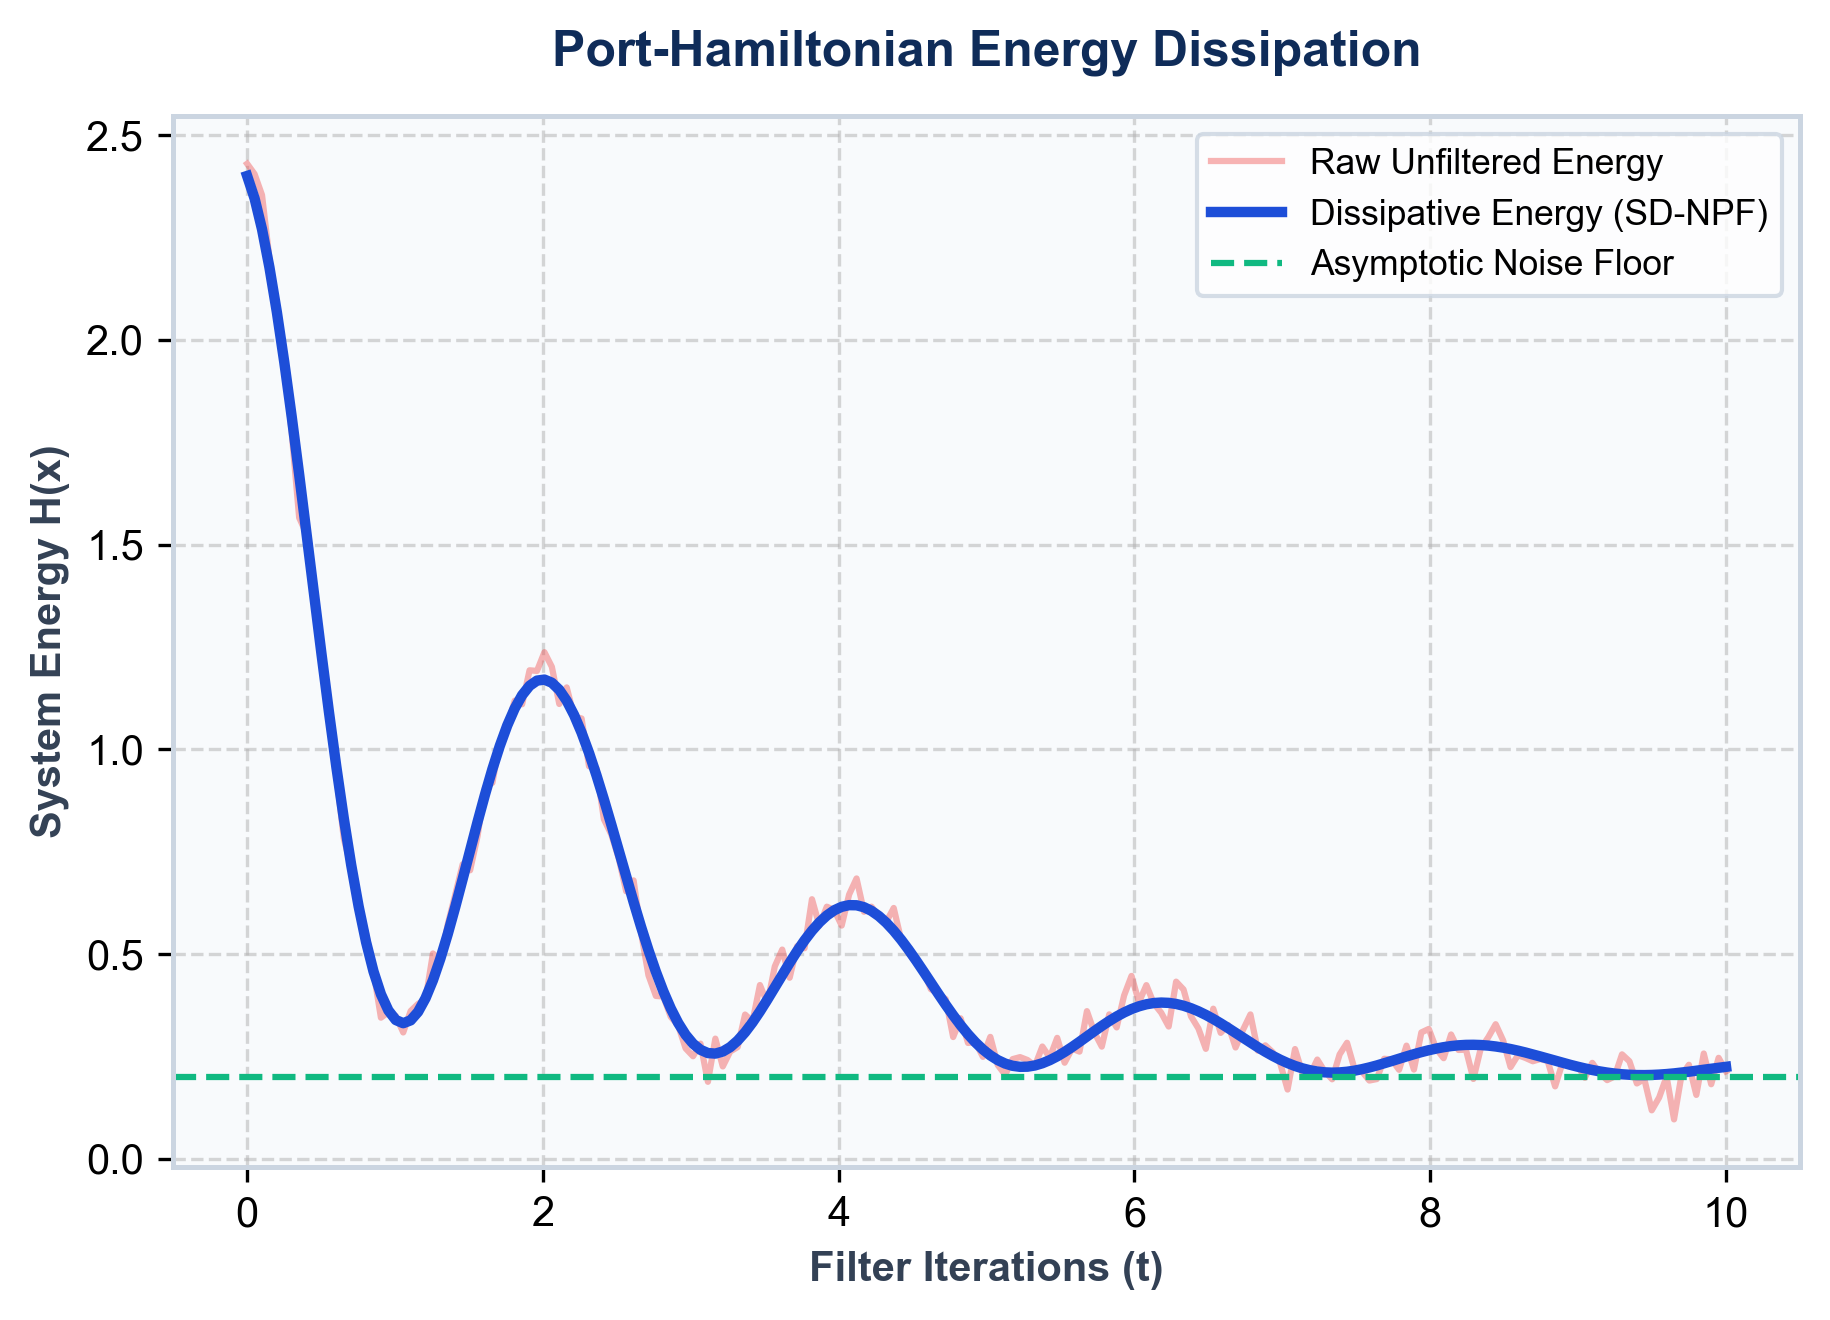 Port-Hamiltonian Energy Dissipation
Raw Unfiltered Energy
Dissipative Energy (SD-NPF)
Asymptotic Noise Floor
System Energy H(x)
2.5
2.0
1.5
1.0
0.5
0.0
0 2 4 6 8 10
Filter Iterations (t)